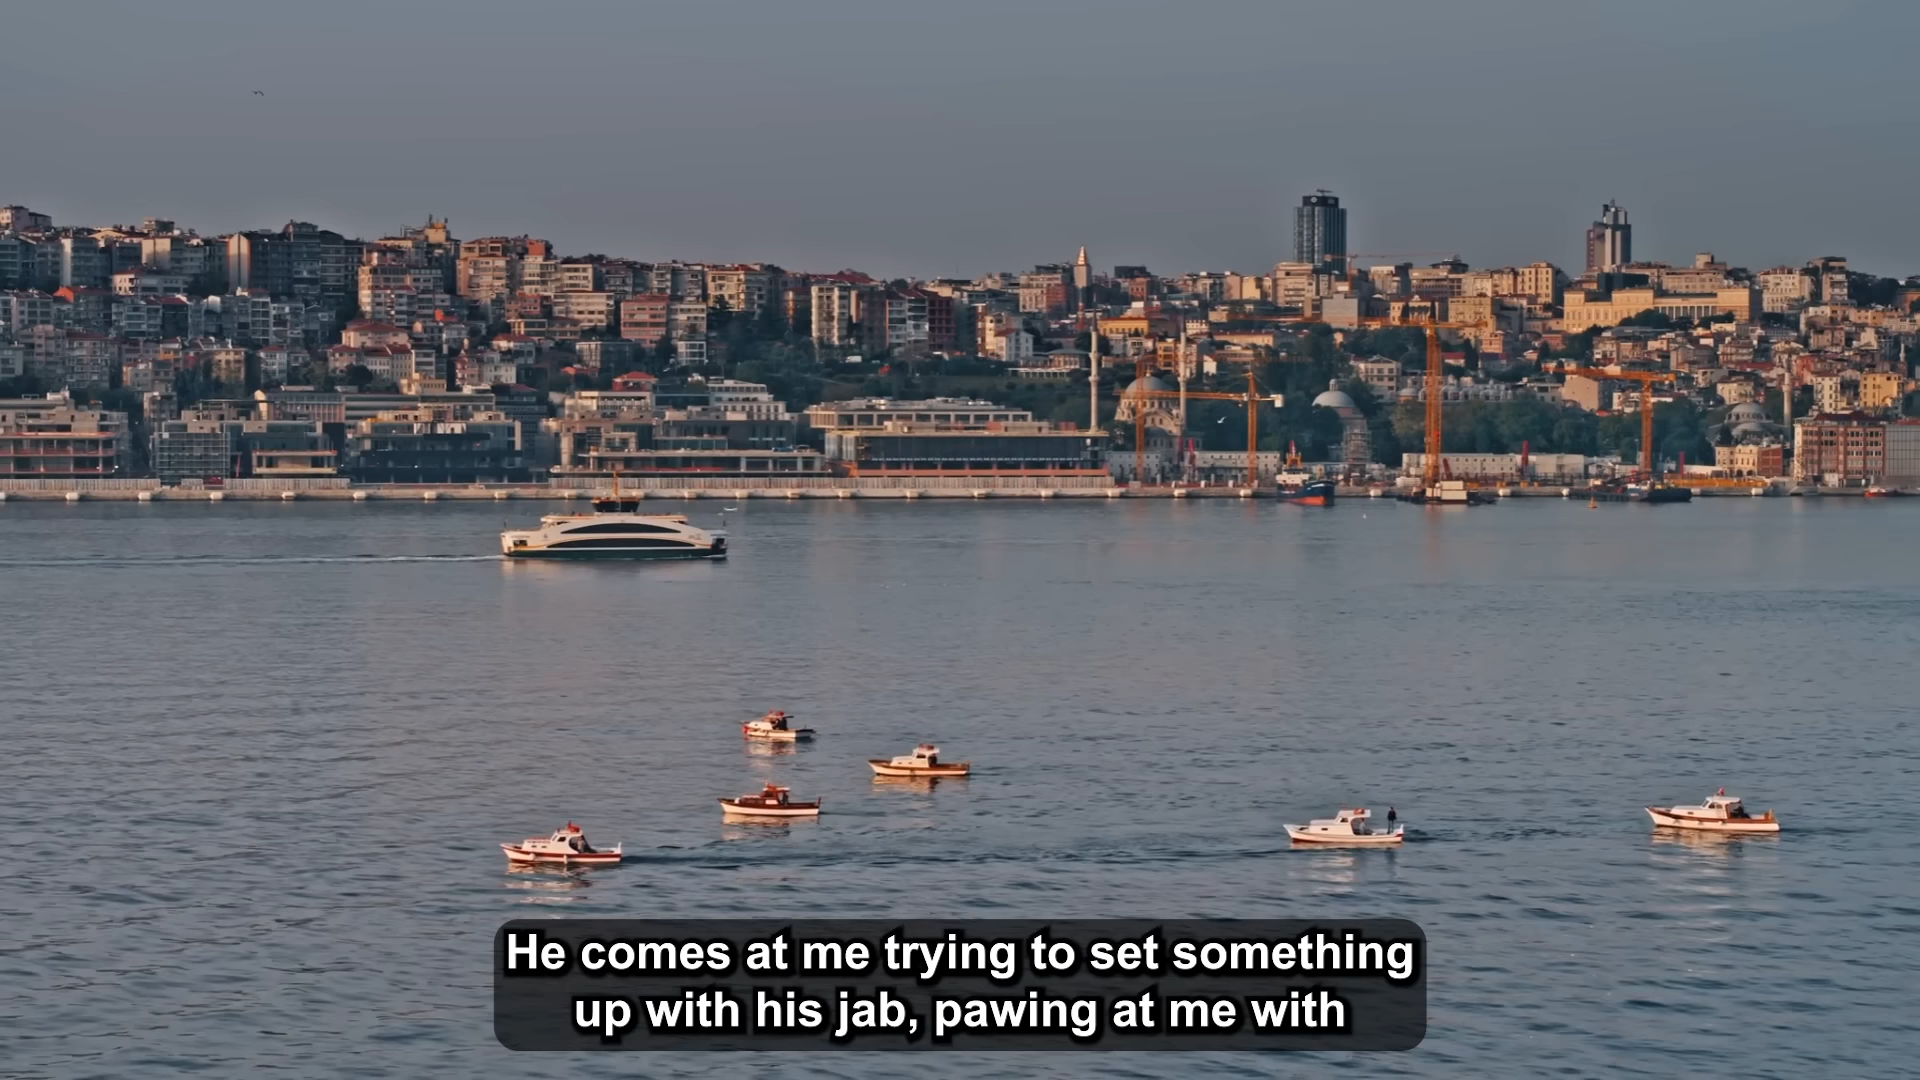 He comes at me trying to set something
up with his jab, pawing at me with